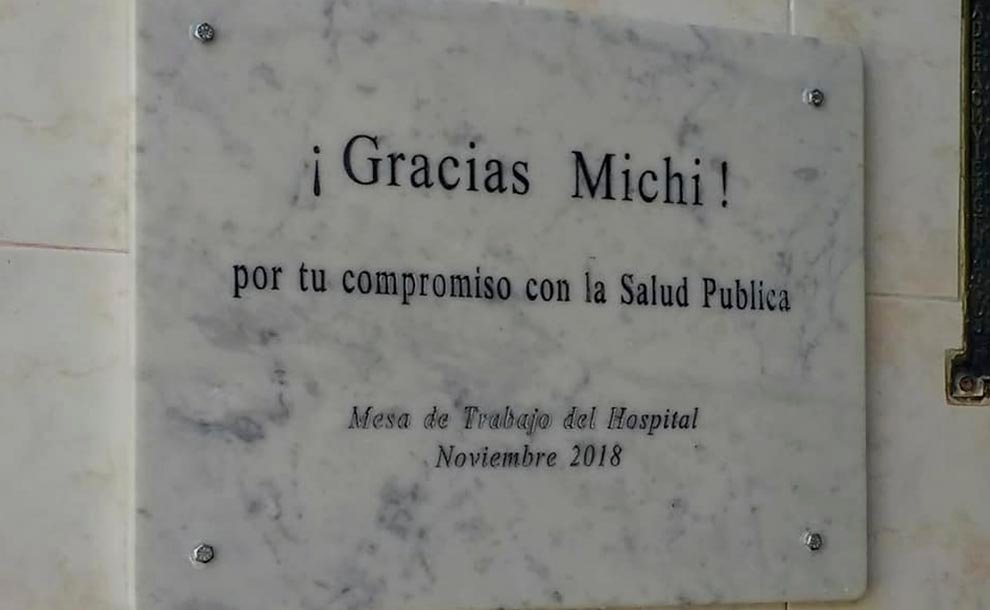 ¡Gracias Michi!
por tu compromiso con la Salud Publica
Mesa de Trabajo del Hospital
Noviembre 2018